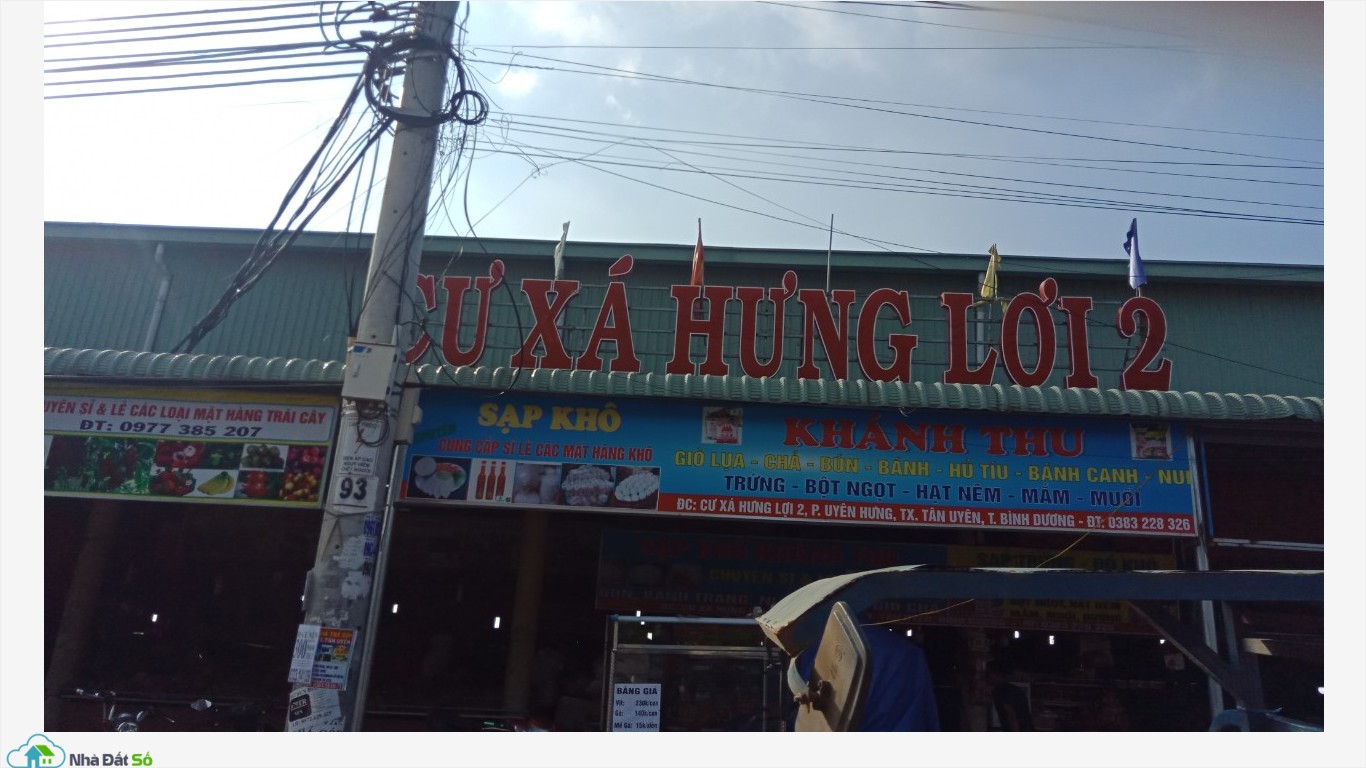 CƯ XÁ HƯNG LỢI 2
UYÊN SỈ & LẺ CÁC LOẠI MẶT HÀNG TRÁI CÂY
ĐT: 0977 385 207
SẠP KHÔ
CHUYÊN
CUNG CẤP SỈ LẺ CÁC MẶT HÀNG KHÔ
KHÁNH THU
GIÒ LỤA - CHẢ - BÚN - BÁNH - HỦ TIU - BÁNH CANH - NUI
TRỨNG - BỘT NGỌT - HẠT NÊM - MẮM - MUỐI
ĐC: CƯ XÁ HƯNG LỢI 2, P. UYÊN HƯNG, TX. TÂN UYÊN, T. BÌNH DƯƠNG - ĐT: 0383 228 326
93
BẢNG GIÁ
Nhà Đất Số